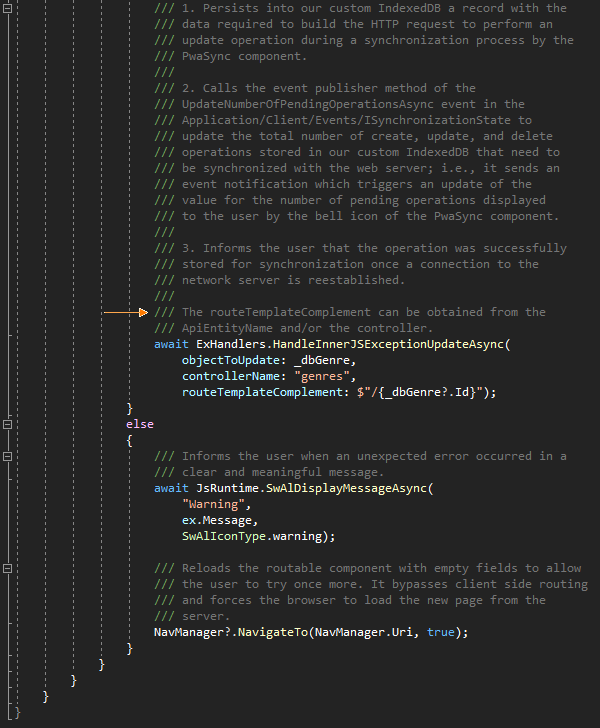 /// 1. Persists into our custom IndexedDB a record with the
/// data required to build the HTTP request to perform an
/// update operation during a synchronization process by the
/// PwaSync component.
///
/// 2. Calls the event publisher method of the
/// UpdateNumberOfPendingOperationsAsync event in the
/// Application/Client/Events/ISynchronizationState to
/// update the total number of create, update, and delete
/// operations stored in our custom IndexedDB that need to
/// be synchronized with the web server; i.e., it sends an
/// event notification which triggers an update of the
/// value for the number of pending operations displayed
/// to the user by the bell icon of the PwaSync component.
///
/// 3. Informs the user that the operation was successfully
/// stored for synchronization once a connection to the
/// network server is reestablished.
///
/// The routeTemplateComplement can be obtained from the
/// ApiEntityName and/or the controller.
await ExHandlers.HandleInnerJSExceptionUpdateAsync(
objectToUpdate: _dbGenre,
controllerName: "genres",
routeTemplateComplement: $"/{_dbGenre?.Id}");
}
else
{
/// Informs the user when an unexpected error occurred in a
/// clear and meaningful message.
await JsRuntime.SwAlDisplayMessageAsync(
"Warning",
ex.Message,
SwAlIconType.warning);
/// Reloads the routable component with empty fields to allow
/// the user to try once more. It bypasses client side routing
/// and forces the browser to load the new page from the
/// server.
NavManager?.NavigateTo(NavManager.Uri, true);
}
}
}
}
}